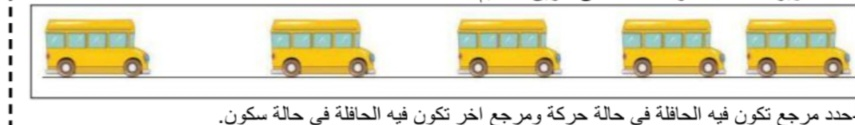 -حدد مرجع تكون فيه الحافلة في حالة حركة ومرجع اخر تكون فيه الحافلة في حالة سكون.